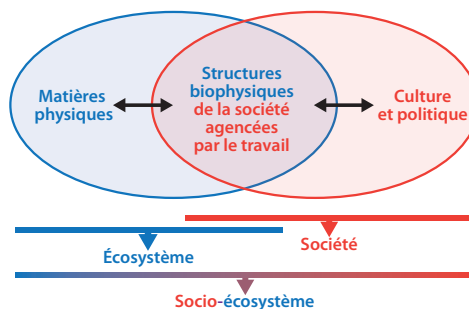 Matières
physiques
Structures
biophysiques
de la société
agencées
par le travail
Culture
et politique
Société
Écosystème
Socio-écosystème